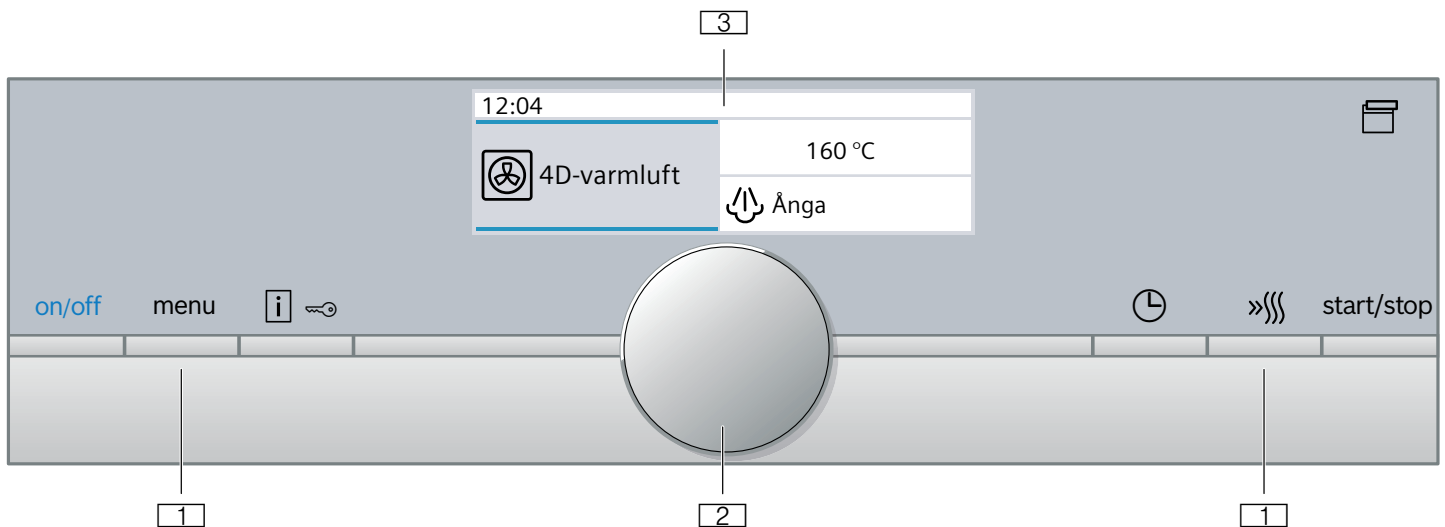 3
12:04
4D-varmluft
160 °C
Ånga
on/off menu i start/stop
1 2 1